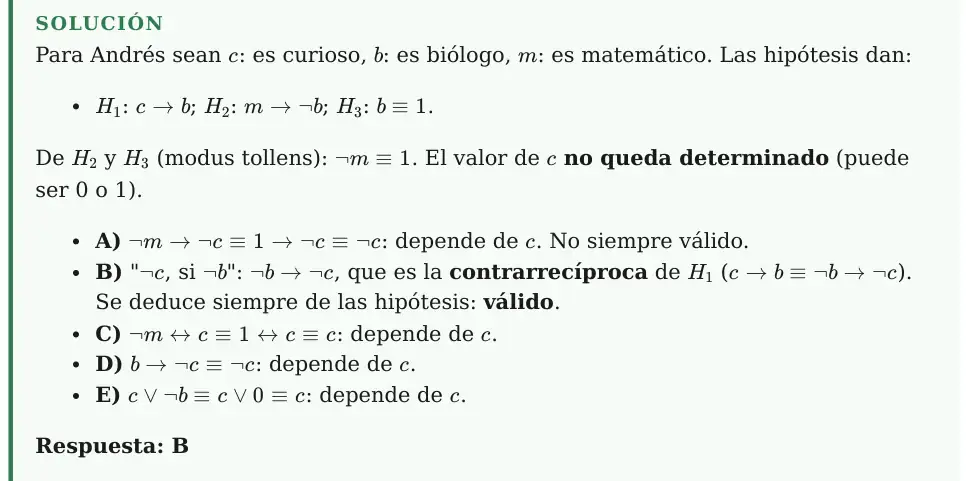 SOLUCIÓN
Para Andrés sean c: es curioso, b: es biólogo, m: es matemático. Las hipótesis dan:
• H₁: c → b; H₂: m → ¬b; H₃: b ≡ 1.
De H₂ y H₃ (modus tollens): ¬m ≡ 1. El valor de c no queda determinado (puede
ser 0 o 1).
• A) ¬m → ¬c ≡ 1 → ¬c ≡ ¬c: depende de c. No siempre válido.
• B) "¬c, si ¬b": ¬b → ¬c, que es la contrarrecíproca de H₁ (c → b ≡ ¬b → ¬c).
Se deduce siempre de las hipótesis: válido.
• C) ¬m ↔ c ≡ 1 ↔ c ≡ c: depende de c.
• D) b → ¬c ≡ ¬c: depende de c.
• E) c ∨ ¬b ≡ c ∨ 0 ≡ c: depende de c.
Respuesta: B